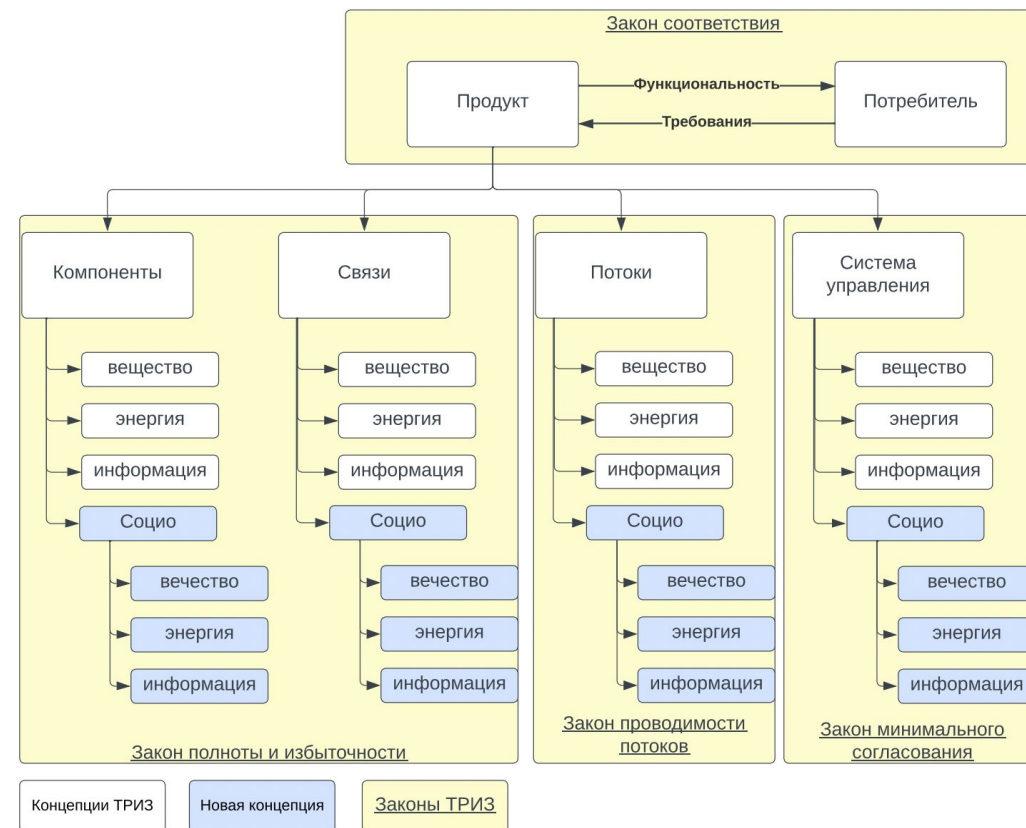 Закон соответствия
Продукт
Функциональность
Требования
Потребитель
Компоненты
вещество
энергия
информация
Социо
вечество
энергия
информация
Связи
вещество
энергия
информация
Социо
вечество
энергия
информация
Закон полноты и избыточности
Потоки
вещество
энергия
информация
Социо
вечество
энергия
информация
Закон проводимости
потоков
Система
управления
вещество
энергия
информация
Социо
вечество
энергия
информация
Закон минимального
согласования
Концепции ТРИЗ
Новая концепция
Законы ТРИЗ